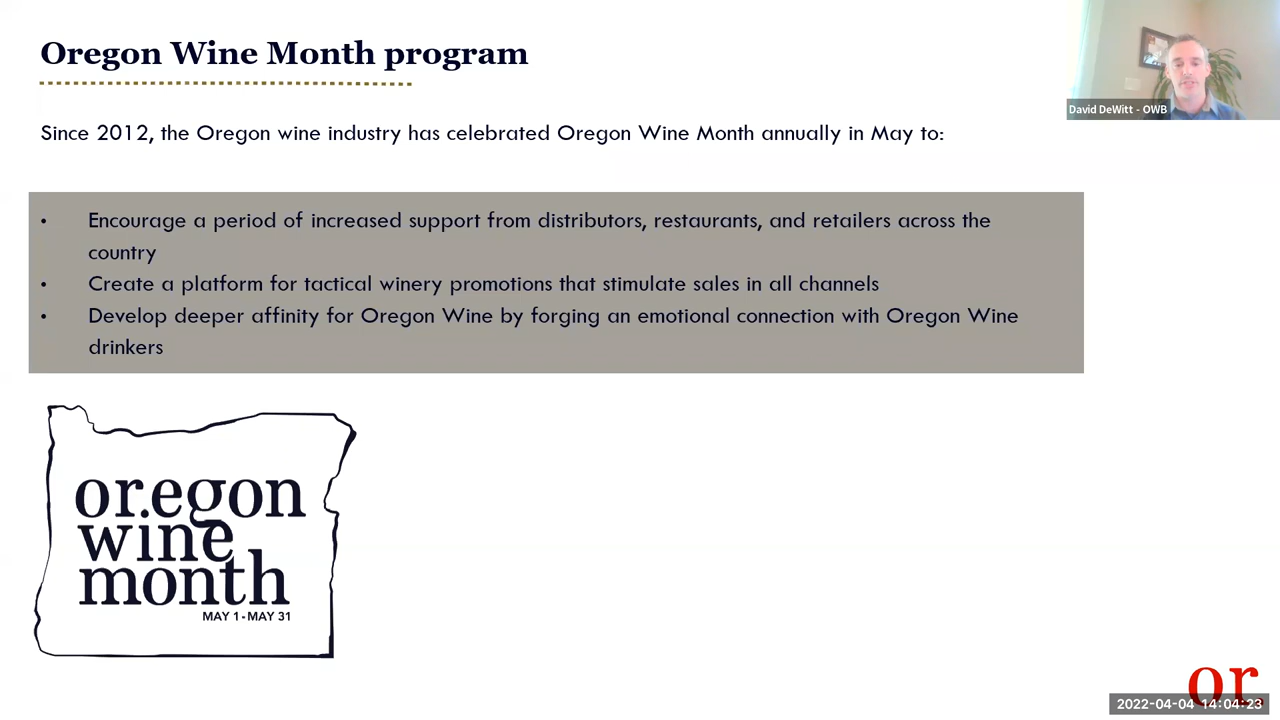 Oregon Wine Month program
David DeWitt - OWB
Since 2012, the Oregon wine industry has celebrated Oregon Wine Month annually in May to:
• Encourage a period of increased support from distributors, restaurants, and retailers across the
country
• Create a platform for tactical winery promotions that stimulate sales in all channels
• Develop deeper affinity for Oregon Wine by forging an emotional connection with Oregon Wine
drinkers
or.egon
wine
month
MAY 1 - MAY 31
or.
2022-04-04 14:04:23